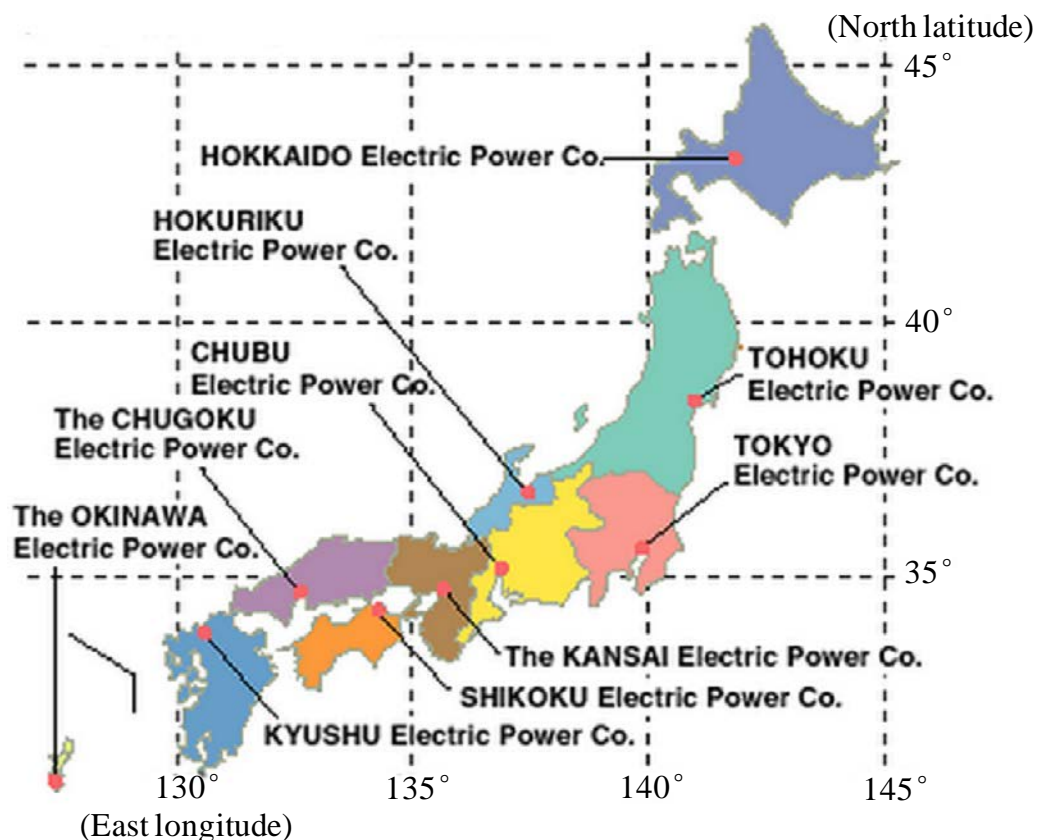 (North latitude)
45°
HOKKAIDO Electric Power Co.
HOKURIKU
Electric Power Co.
40°
CHUBU
Electric Power Co.
TOHOKU
Electric Power Co.
The CHUGOKU
Electric Power Co.
TOKYO
Electric Power Co.
The OKINAWA
Electric Power Co.
35°
The KANSAI Electric Power Co.
SHIKOKU Electric Power Co.
KYUSHU Electric Power Co.
130°
135°
140°
145°
(East longitude)